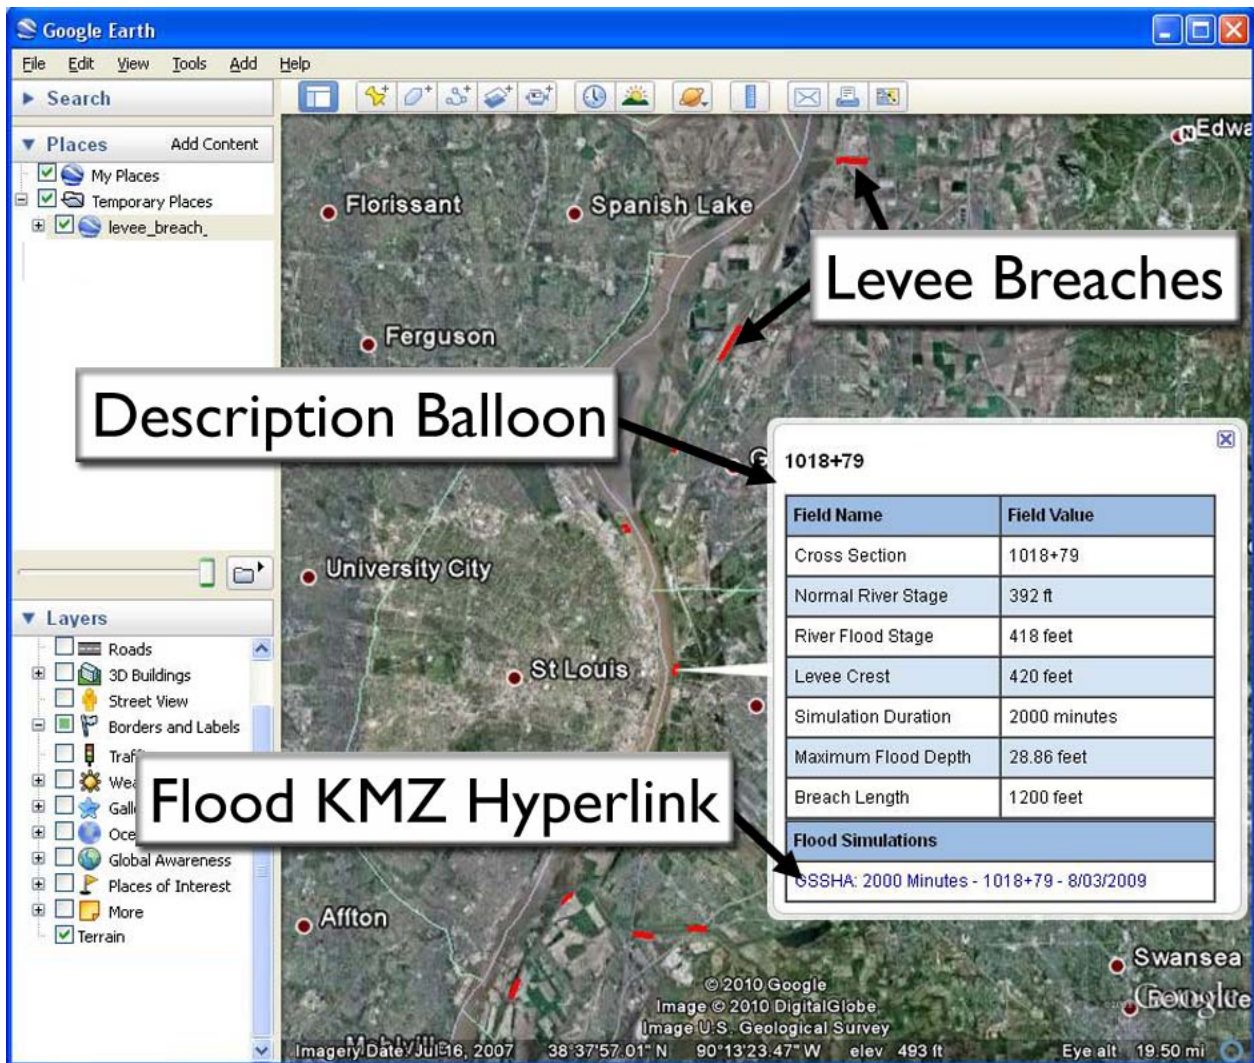 Google Earth
File Edit View Tools Add Help
Search
Places Add Content
My Places
Temporary Places
levee_breach_
Layers
Roads
3D Buildings
Street View
Borders and Labels
Global Awareness
Places of Interest
More
Terrain
Florissant
Spanish Lake
Levee Breaches
Ferguson
Description Balloon
University City
St Louis
Flood KMZ Hyperlink
Affton
Swansea
1018+79
Field Name Field Value
Cross Section 1018+79
Normal River Stage 392 ft
River Flood Stage 418 feet
Levee Crest 420 feet
Simulation Duration 2000 minutes
Maximum Flood Depth 28.86 feet
Breach Length 1200 feet
Flood Simulations
GSSHA: 2000 Minutes - 1018+79 - 8/03/2009
© 2010 Google
Image © 2010 DigitalGlobe
Image U.S. Geological Survey
Imagery Date: Jul 16, 2007 38°37'57.01" N 90°13'23.47" W elev 493 ft Eye alt 19.50 mi